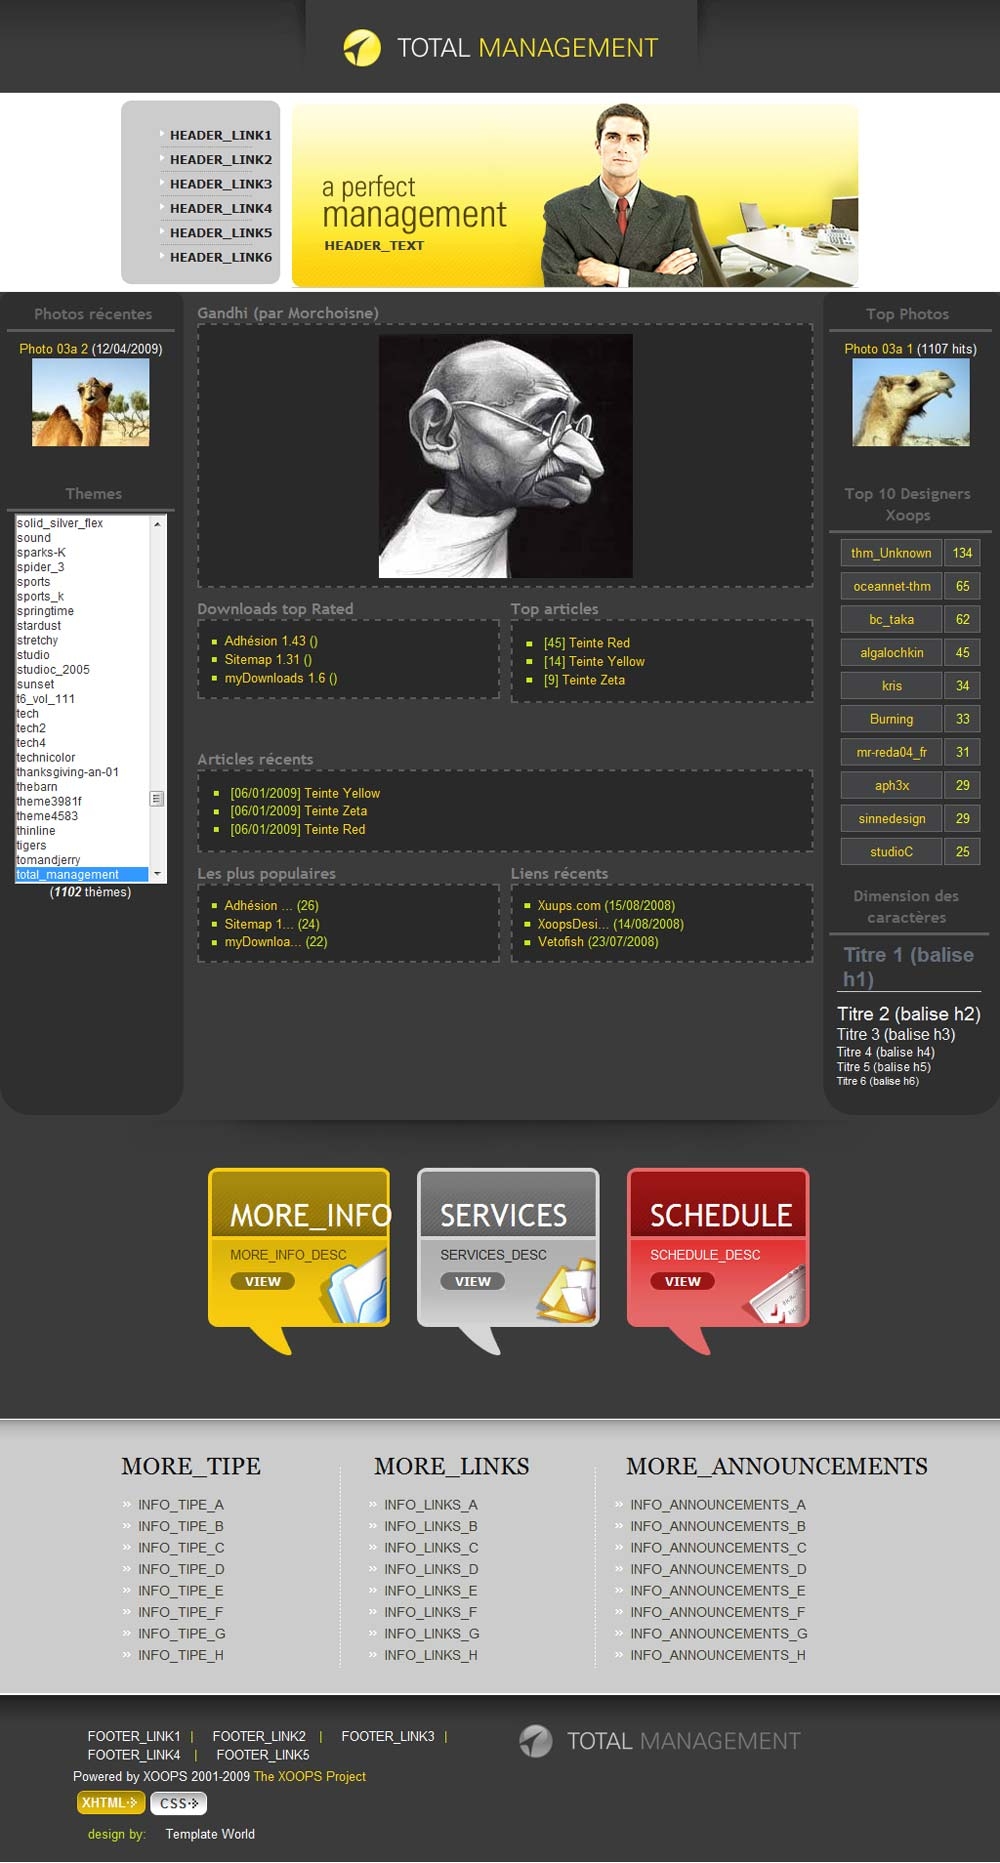 TOTAL MANAGEMENT
HEADER_LINK1
HEADER_LINK2
HEADER_LINK3
HEADER_LINK4
HEADER_LINK5
HEADER_LINK6
a perfect
management
HEADER_TEXT
Photos récentes
Photo 03a 2 (12/04/2009)
Themes
solid_silver_flex
sound
sparks-K
spider_3
sports
sports_k
springtime
stardust
stretchy
studio
studioc_2005
sunset
t6_vol_111
tech
tech2
tech4
technicolor
thanksgiving-an-01
thebarn
theme3981f
theme4583
thinline
tigers
tomandjerry
total_management
(1102 thèmes)
Gandhi (par Morchoisne)
Downloads top Rated
Adhésion 1.43 ()
Sitemap 1.31 ()
myDownloads 1.6 ()
Top articles
[45] Teinte Red
[14] Teinte Yellow
[9] Teinte Zeta
Articles récents
[06/01/2009] Teinte Yellow
[06/01/2009] Teinte Zeta
[06/01/2009] Teinte Red
Les plus populaires
Adhésion ... (26)
Sitemap 1... (24)
myDownloa... (22)
Liens récents
Xuups.com (15/08/2008)
XoopsDesi... (14/08/2008)
Vetofish (23/07/2008)
Top Photos
Photo 03a 1 (1107 hits)
Top 10 Designers
Xoops
thm_Unknown 134
oceannet-thm 65
bc_taka 62
algalochkin 45
kris 34
Burning 33
mr-reda04_fr 31
aph3x 29
sinnedesign 29
studioC 25
Dimension des
caractères
Titre 1 (balise
h1)
Titre 2 (balise h2)
Titre 3 (balise h3)
Titre 4 (balise h4)
Titre 5 (balise h5)
Titre 6 (balise h6)
MORE_INFO
MORE_INFO_DESC
VIEW
SERVICES
SERVICES_DESC
VIEW
SCHEDULE
SCHEDULE_DESC
VIEW
MORE_TIPE
INFO_TIPE_A
INFO_TIPE_B
INFO_TIPE_C
INFO_TIPE_D
INFO_TIPE_E
INFO_TIPE_F
INFO_TIPE_G
INFO_TIPE_H
MORE_LINKS
INFO_LINKS_A
INFO_LINKS_B
INFO_LINKS_C
INFO_LINKS_D
INFO_LINKS_E
INFO_LINKS_F
INFO_LINKS_G
INFO_LINKS_H
MORE_ANNOUNCEMENTS
INFO_ANNOUNCEMENTS_A
INFO_ANNOUNCEMENTS_B
INFO_ANNOUNCEMENTS_C
INFO_ANNOUNCEMENTS_D
INFO_ANNOUNCEMENTS_E
INFO_ANNOUNCEMENTS_F
INFO_ANNOUNCEMENTS_G
INFO_ANNOUNCEMENTS_H
FOOTER_LINK1 | FOOTER_LINK2 | FOOTER_LINK3 |
FOOTER_LINK4 | FOOTER_LINK5
Powered by XOOPS 2001-2009 The XOOPS Project
XHTML CSS
design by: Template World
TOTAL MANAGEMENT